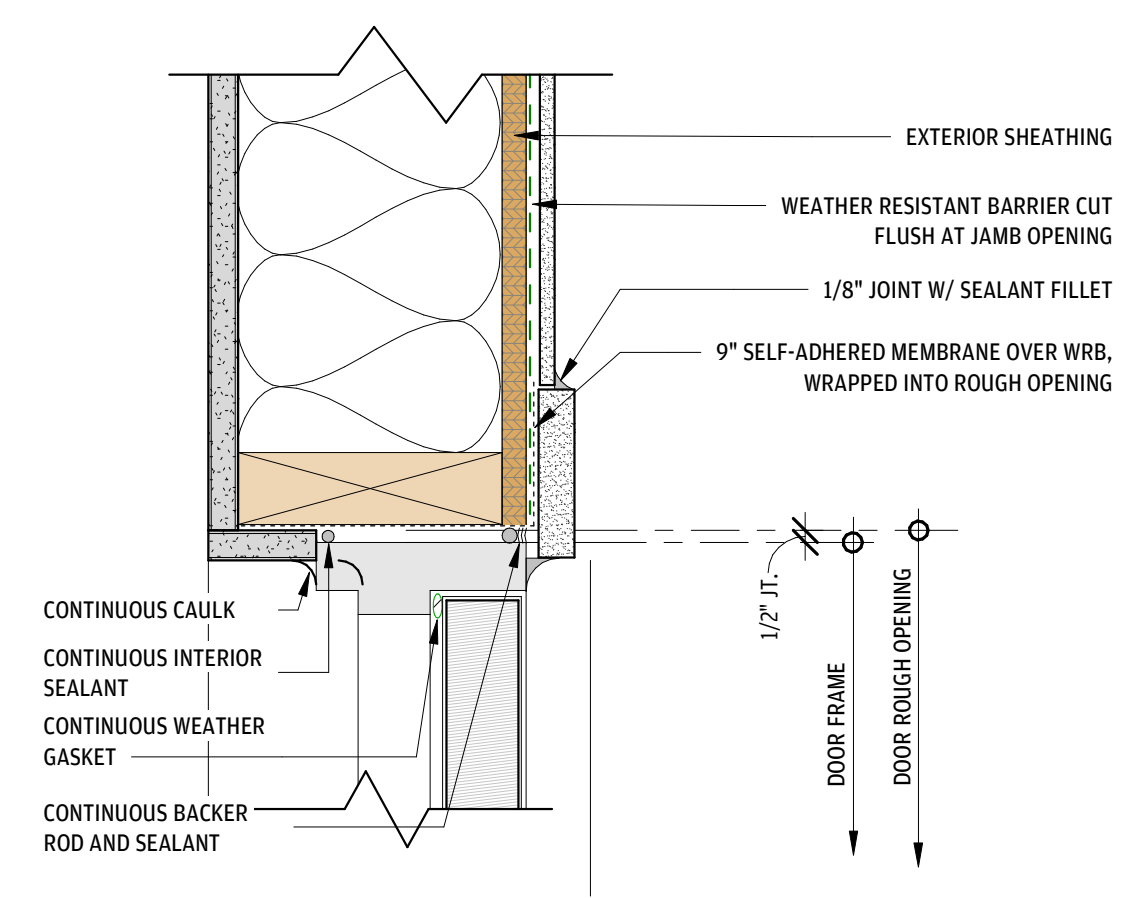 EXTERIOR SHEATHING
WEATHER RESISTANT BARRIER CUT
FLUSH AT JAMB OPENING
1/8" JOINT W/ SEALANT FILLET
9" SELF-ADHERED MEMBRANE OVER WRB,
WRAPPED INTO ROUGH OPENING
CONTINUOUS CAULK
CONTINUOUS INTERIOR
SEALANT
CONTINUOUS WEATHER
GASKET
CONTINUOUS BACKER
ROD AND SEALANT
1/2" JT.
DOOR FRAME
DOOR ROUGH OPENING